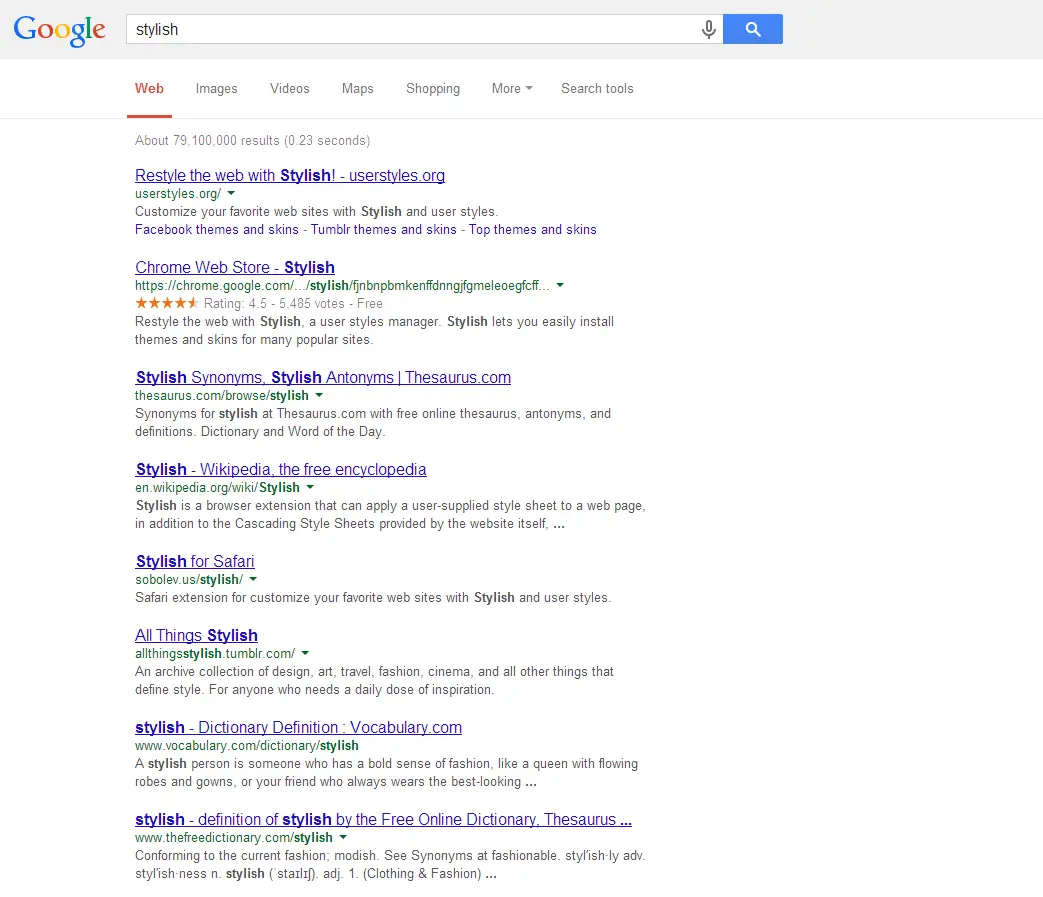 Google stylish
Web Images Videos Maps Shopping More Search tools
About 79,100,000 results (0.23 seconds)
Restyle the web with Stylish! - userstyles.org
userstyles.org/
Customize your favorite web sites with Stylish and user styles.
Facebook themes and skins - Tumblr themes and skins - Top themes and skins
Chrome Web Store - Stylish
https://chrome.google.com/.../stylish/fjnbnpbmkenffdnngjfgmeleoegfcff...
Rating: 4.5 - 5,485 votes - Free
Restyle the web with Stylish, a user styles manager. Stylish lets you easily install
themes and skins for many popular sites.
Stylish Synonyms, Stylish Antonyms | Thesaurus.com
thesaurus.com/browse/stylish
Synonyms for stylish at Thesaurus.com with free online thesaurus, antonyms, and
definitions. Dictionary and Word of the Day.
Stylish - Wikipedia, the free encyclopedia
en.wikipedia.org/wiki/Stylish
Stylish is a browser extension that can apply a user-supplied style sheet to a web page,
in addition to the Cascading Style Sheets provided by the website itself, ...
Stylish for Safari
sobolev.us/stylish/
Safari extension for customize your favorite web sites with Stylish and user styles.
All Things Stylish
allthingsstylish.tumblr.com/
An archive collection of design, art, travel, fashion, cinema, and all other things that
define style. For anyone who needs a daily dose of inspiration.
stylish - Dictionary Definition : Vocabulary.com
www.vocabulary.com/dictionary/stylish
A stylish person is someone who has a bold sense of fashion, like a queen with flowing
robes and gowns, or your friend who always wears the best-looking ...
stylish - definition of stylish by the Free Online Dictionary, Thesaurus ...
www.thefreedictionary.com/stylish
Conforming to the current fashion; modish. See Synonyms at fashionable. styl′ish·ly adv.
styl′ish·ness n. stylish (ˈstaɪlɪʃ). adj. 1. (Clothing & Fashion) ...